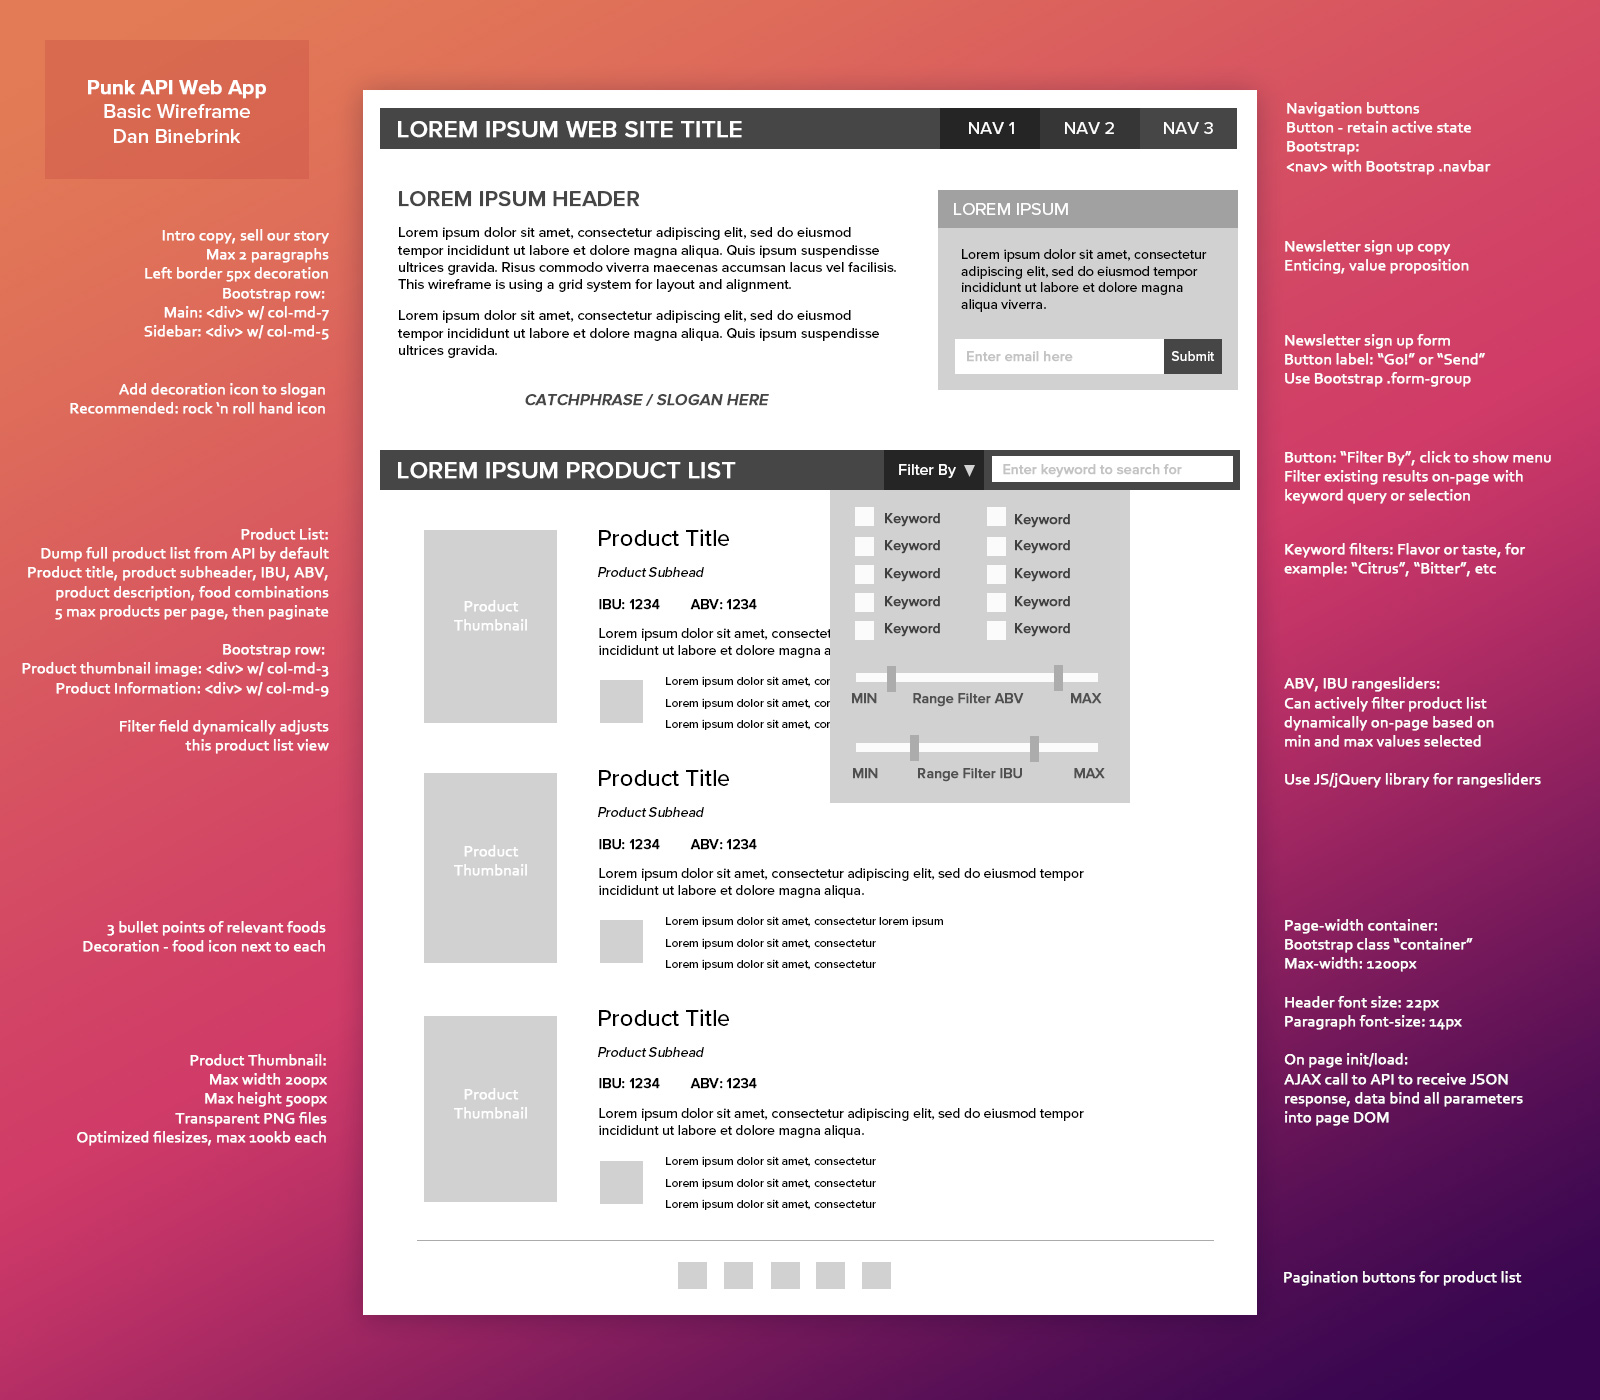 Punk API Web App
Basic Wireframe
Dan Binebrink
Intro copy, sell our story
Max 2 paragraphs
Left border 5px decoration
Bootstrap row:
Main: <div> w/ col-md-7
Sidebar: <div> w/ col-md-5
Add decoration icon to slogan
Recommended: rock ‘n roll hand icon
Product List:
Dump full product list from API by default
Product title, product subheader, IBU, ABV,
product description, food combinations
5 max products per page, then paginate
Bootstrap row:
Product thumbnail image: <div> w/ col-md-3
Product Information: <div> w/ col-md-9
Filter field dynamically adjusts
this product list view
3 bullet points of relevant foods
Decoration - food icon next to each
Product Thumbnail:
Max width 200px
Max height 500px
Transparent PNG files
Optimized filesizes, max 100kb each
LOREM IPSUM WEB SITE TITLE
NAV 1
NAV 2
NAV 3
LOREM IPSUM HEADER
Lorem ipsum dolor sit amet, consectetur adipiscing elit, sed do eiusmod
tempor incididunt ut labore et dolore magna aliqua. Quis ipsum suspendisse
ultrices gravida. Risus commodo viverra maecenas accumsan lacus vel facilisis.
This wireframe is using a grid system for layout and alignment.
Lorem ipsum dolor sit amet, consectetur adipiscing elit, sed do eiusmod
tempor incididunt ut labore et dolore magna aliqua. Quis ipsum suspendisse
ultrices gravida.
CATCHPHRASE / SLOGAN HERE
LOREM IPSUM
Lorem ipsum dolor sit amet, consectetur
adipiscing elit, sed do eiusmod tempor
incididunt ut labore et dolore magna
aliqua viverra.
Enter email here
Submit
LOREM IPSUM PRODUCT LIST
Filter By ▼
Enter keyword to search for
Keyword
Keyword
Keyword
Keyword
Keyword
Keyword
Keyword
Keyword
Keyword
Keyword
MIN
Range Filter ABV
MAX
MIN
Range Filter IBU
MAX
Product
Thumbnail
Product Title
Product Subhead
IBU: 1234 ABV: 1234
Lorem ipsum dolor sit amet, consectet
incididunt ut labore et dolore magna a
Lorem ipsum dolor sit amet, cor
Lorem ipsum dolor sit amet, cor
Lorem ipsum dolor sit amet, cor
Product
Thumbnail
Product Title
Product Subhead
IBU: 1234 ABV: 1234
Lorem ipsum dolor sit amet, consectetur adipiscing elit, sed do eiusmod tempor
incididunt ut labore et dolore magna aliqua.
Lorem ipsum dolor sit amet, consectetur lorem ipsum
Lorem ipsum dolor sit amet, consectetur
Lorem ipsum dolor sit amet, consectetur
Product
Thumbnail
Product Title
Product Subhead
IBU: 1234 ABV: 1234
Lorem ipsum dolor sit amet, consectetur adipiscing elit, sed do eiusmod tempor
incididunt ut labore et dolore magna aliqua.
Lorem ipsum dolor sit amet, consectetur
Lorem ipsum dolor sit amet, consectetur
Lorem ipsum dolor sit amet, consectetur
Navigation buttons
Button - retain active state
Bootstrap:
<nav> with Bootstrap .navbar
Newsletter sign up copy
Enticing, value proposition
Newsletter sign up form
Button label: “Go!” or “Send”
Use Bootstrap .form-group
Button: “Filter By”, click to show menu
Filter existing results on-page with
keyword query or selection
Keyword filters: Flavor or taste, for
example: “Citrus”, “Bitter”, etc
ABV, IBU rangesliders:
Can actively filter product list
dynamically on-page based on
min and max values selected
Use JS/jQuery library for rangesliders
Page-width container:
Bootstrap class “container”
Max-width: 1200px
Header font size: 22px
Paragraph font-size: 14px
On page init/load:
AJAX call to API to receive JSON
response, data bind all parameters
into page DOM
Pagination buttons for product list